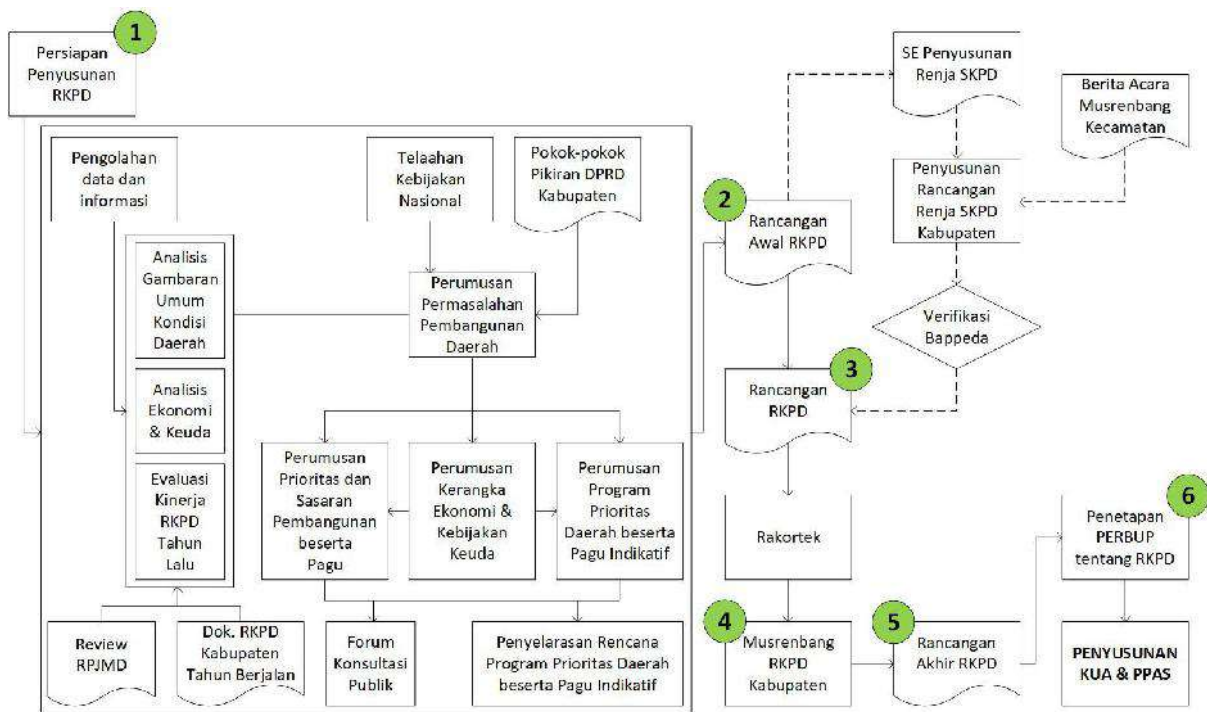 1
Persiapan
Penyusunan
RKPD
Pengolahan
data dan
informasi
Telaahan
Kebijakan
Nasional
Pokok-pokok
Pikiran DPRD
Kabupaten
Analisis
Gambaran
Umum
Kondisi
Daerah
Analisis
Ekonomi
& Keuda
Evaluasi
Kinerja
RKPD
Tahun
Lalu
Review
RPJMD
Dok. RKPD
Kabupaten
Tahun Berjalan
Perumusan
Permasalahan
Pembangunan
Daerah
Perumusan
Prioritas dan
Sasaran
Pembangunan
beserta
Pagu
Perumusan
Kerangka
Ekonomi &
Kebijakan
Keuda
Perumusan
Program
Prioritas
Daerah beserta
Pagu Indikatif
Forum
Konsultasi
Publik
Penyelarasan Rencana
Program Prioritas Daerah
beserta Pagu Indikatif
2
Rancangan
Awal RKPD
SE Penyusunan
Renja SKPD
Berita Acara
Musrenbang
Kecamatan
Penyusunan
Rancangan
Renja SKPD
Kabupaten
Verifikasi
Bappeda
3
Rancangan
RKPD
Rakortek
4
Musrenbang
RKPD
Kabupaten
5
Rancangan
Akhir RKPD
6
Penetapan
PERBUP
tentang RKPD
PENYUSUNAN
KUA & PPAS